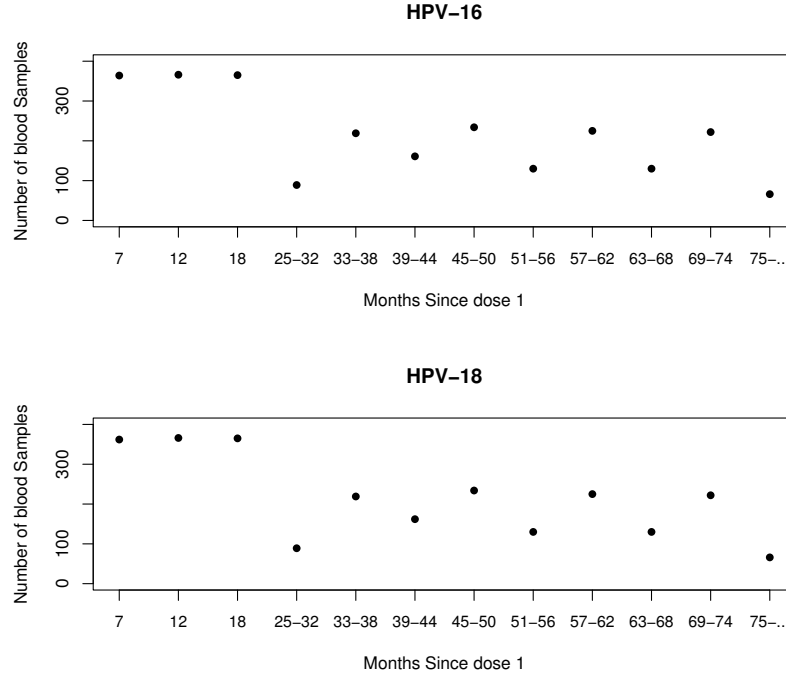 HPV−16
Number of blood Samples
300
100
0
7 12 18 25−32 33−38 39−44 45−50 51−56 57−62 63−68 69−74 75−..
Months Since dose 1
HPV−18
Number of blood Samples
300
100
0
7 12 18 25−32 33−38 39−44 45−50 51−56 57−62 63−68 69−74 75−..
Months Since dose 1